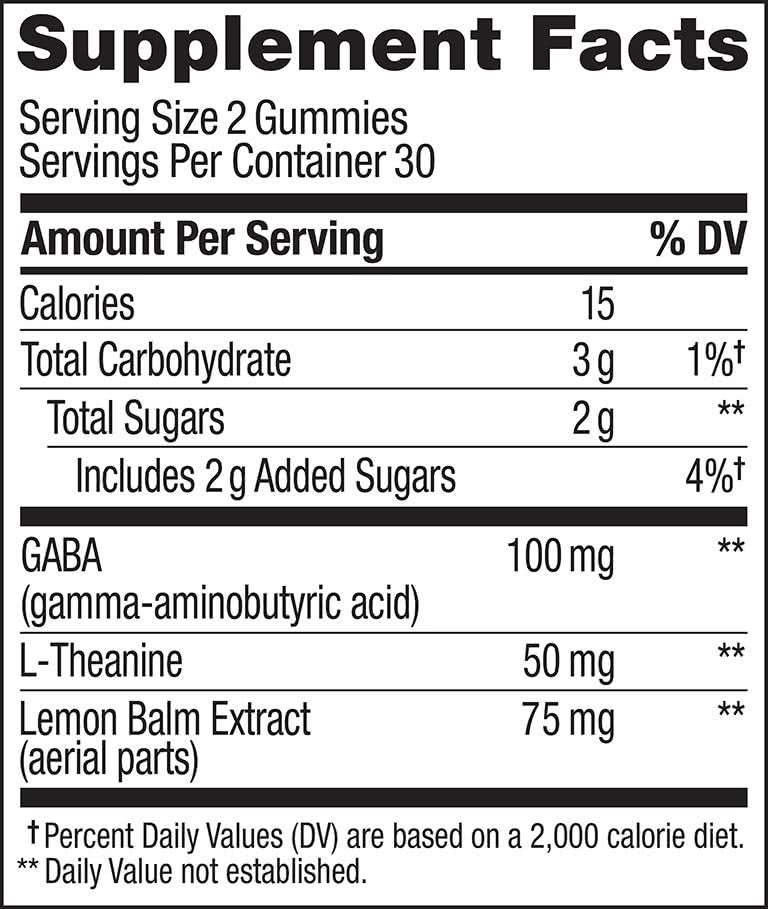 Supplement Facts
Serving Size 2 Gummies
Servings Per Container 30
Amount Per Serving % DV
Calories 15
Total Carbohydrate 3 g 1%†
Total Sugars 2 g **
Includes 2 g Added Sugars 4%†
GABA 100 mg **
(gamma-aminobutyric acid)
L-Theanine 50 mg **
Lemon Balm Extract 75 mg **
(aerial parts)
†Percent Daily Values (DV) are based on a 2,000 calorie diet.
** Daily Value not established.